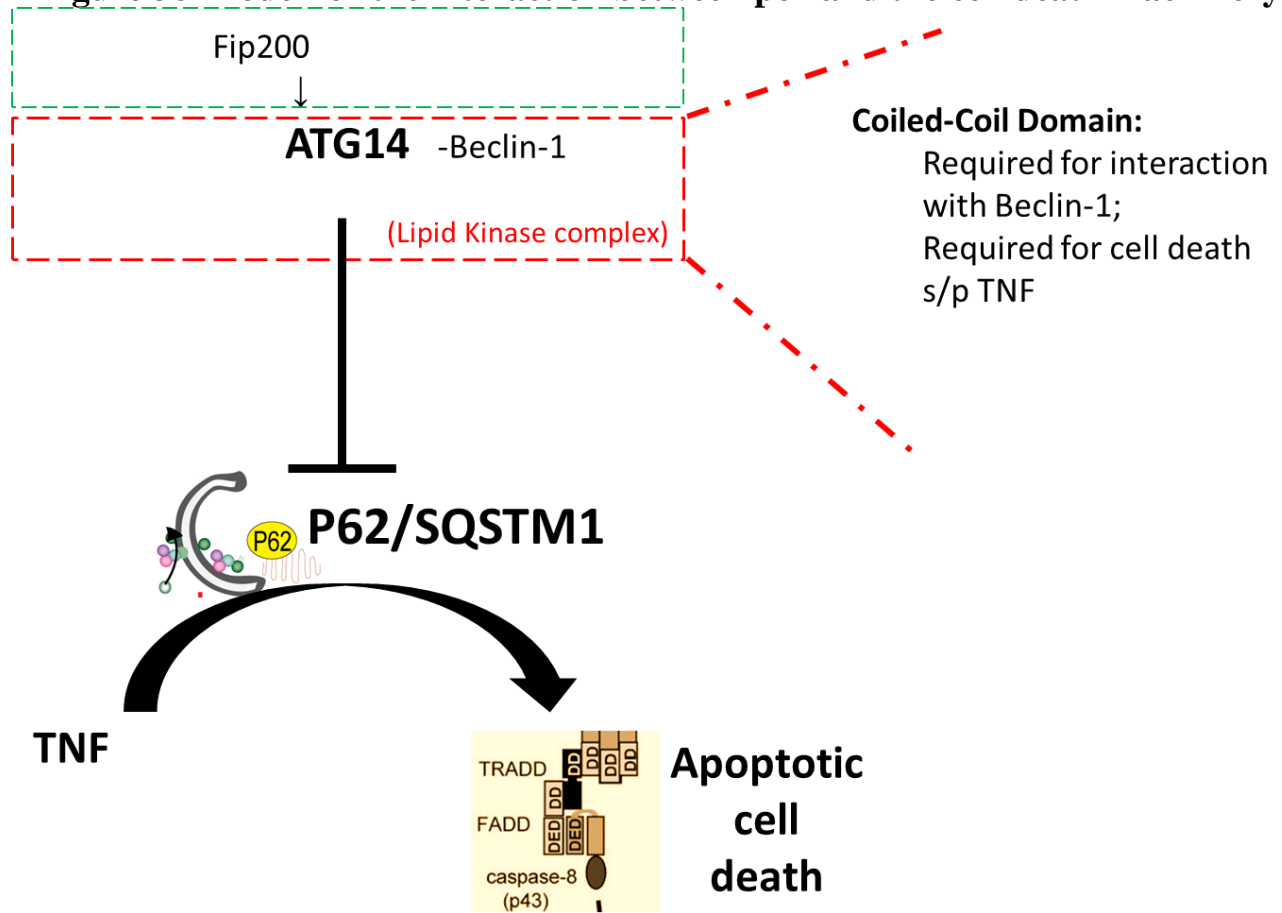 Fip200
↓
ATG14 -Beclin-1
(Lipid Kinase complex)
Coiled-Coil Domain:
Required for interaction
with Beclin-1;
Required for cell death
s/p TNF
P62
P62/SQSTM1
TNF
TRADD
DD
DD
DD
DD
DD
FADD
DED
DED
caspase-8
(p43)
Apoptotic
cell
death